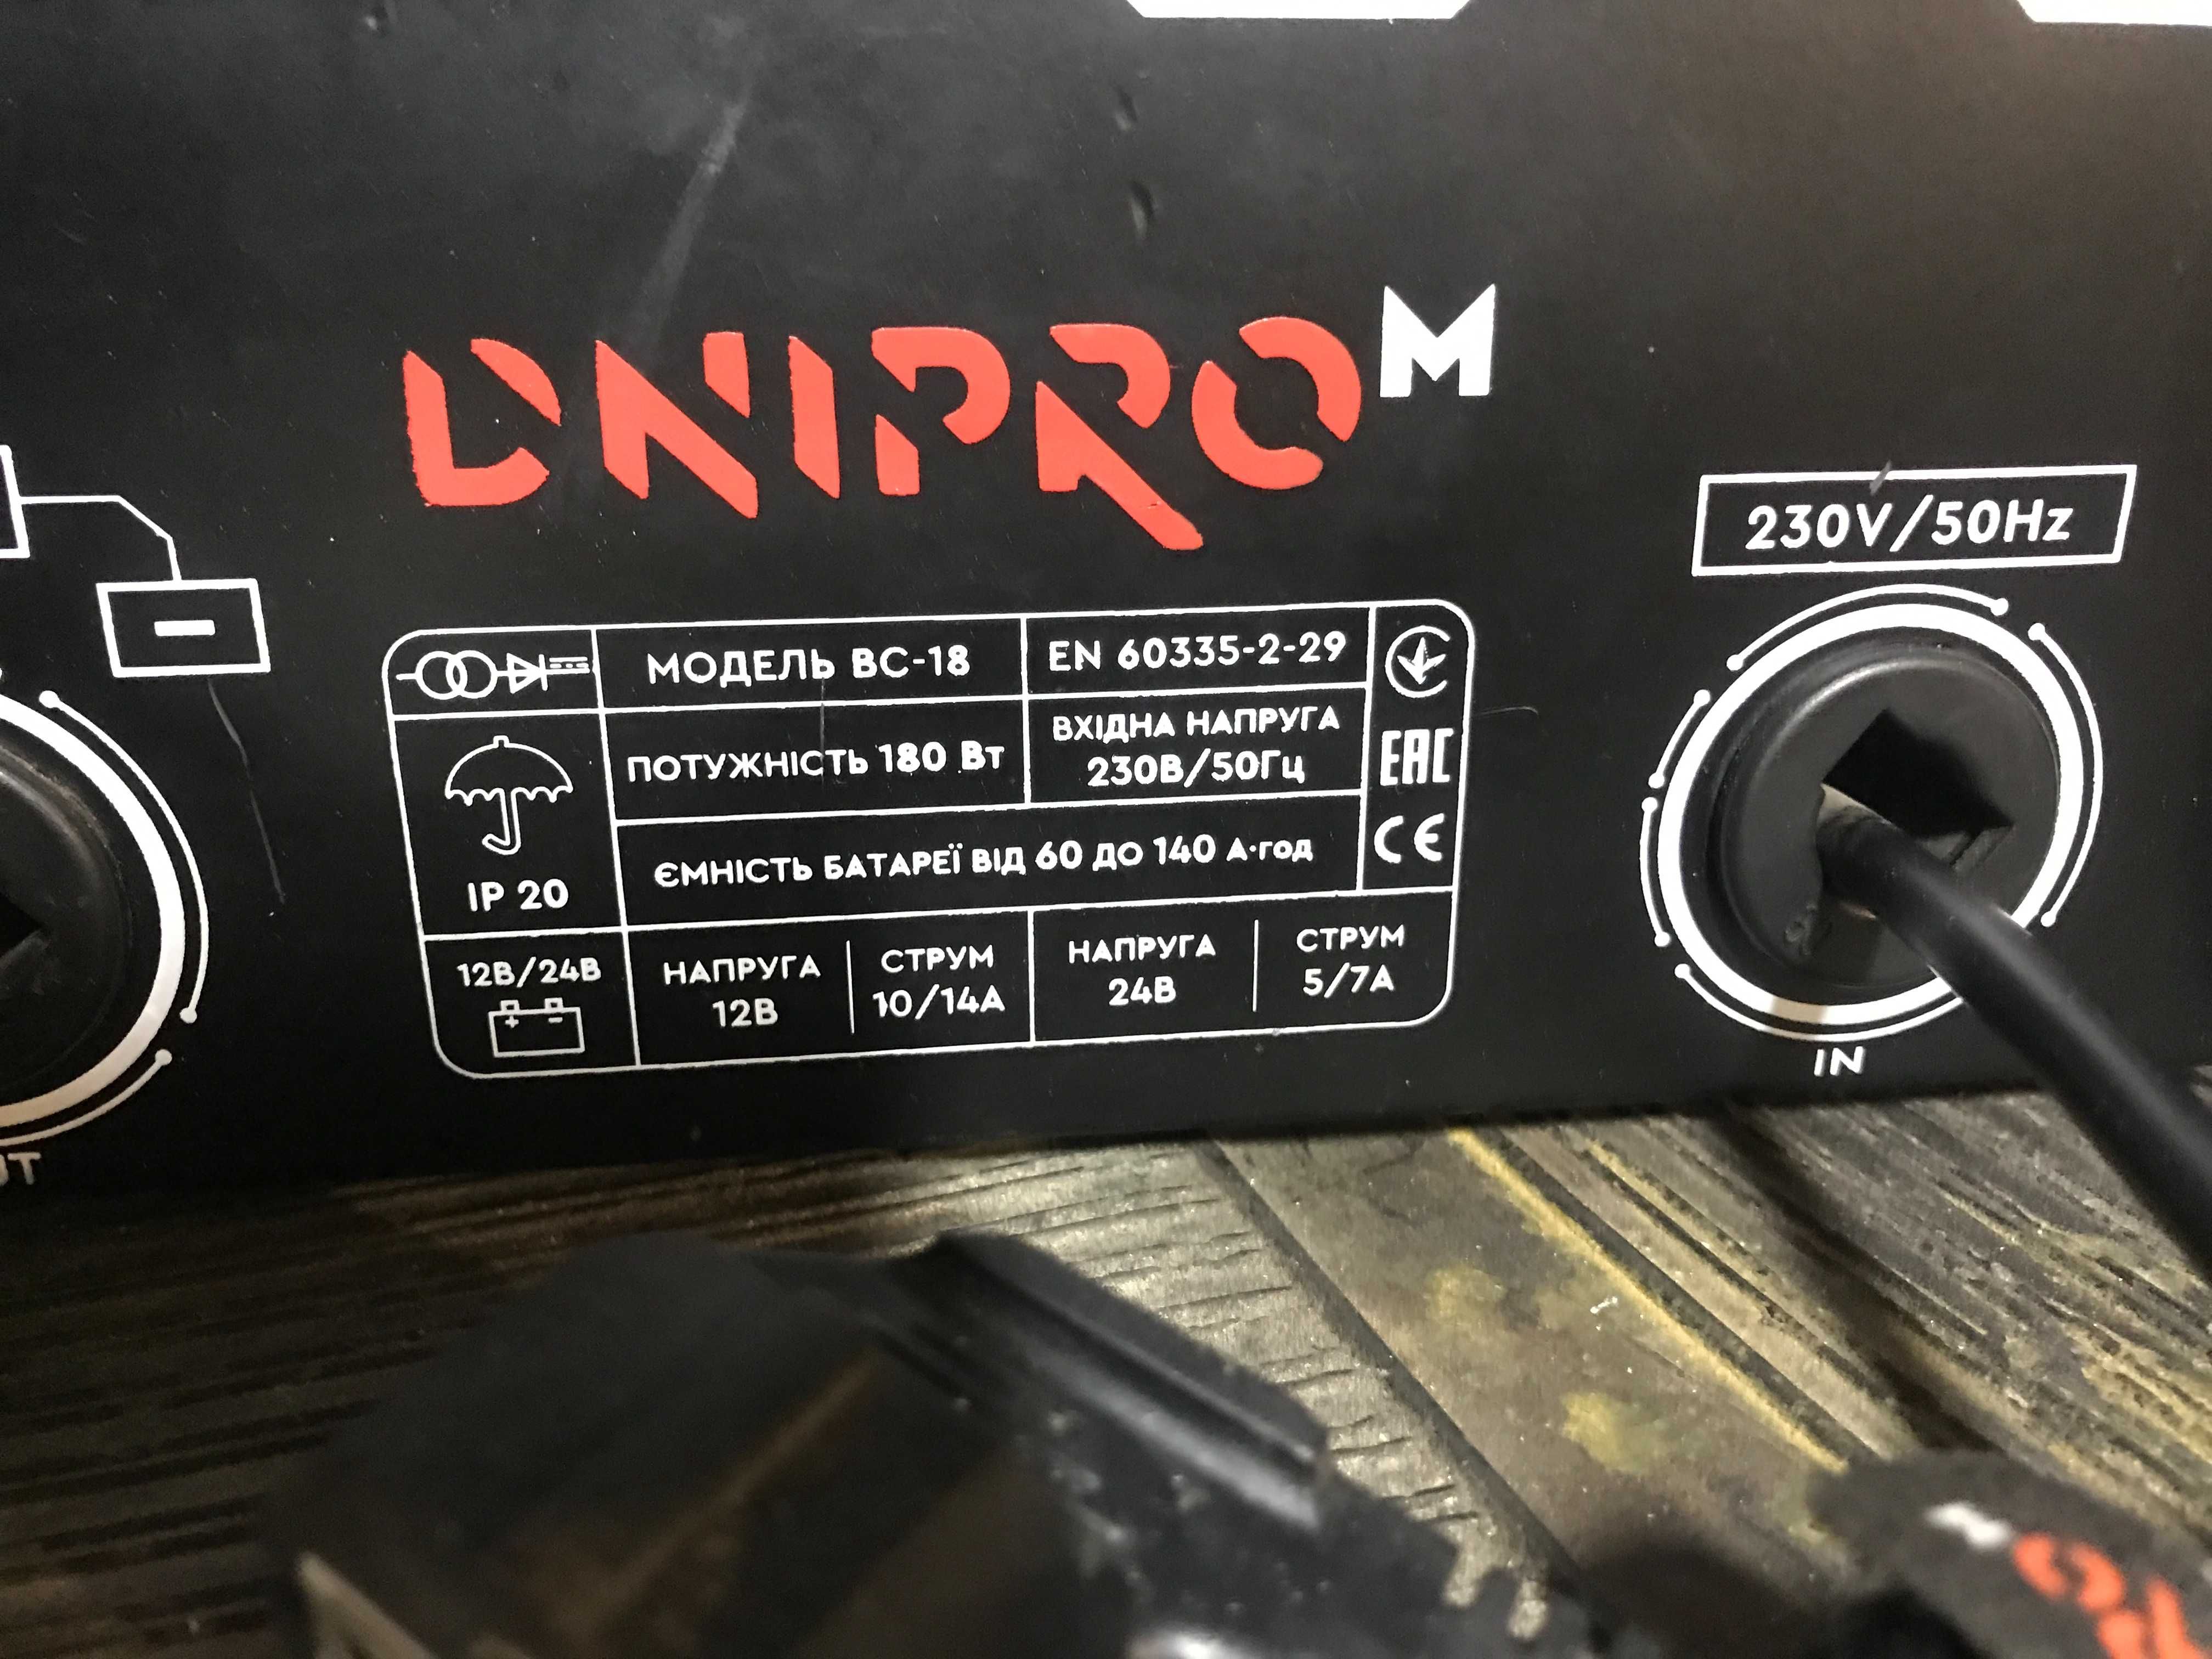 DNIPRO M
230V/50Hz
МОДЕЛЬ BC-18
EN 60335-2-29
ПОТУЖНІСТЬ 180 Вт
ВХІДНА НАПРУГА
230В/50Гц
EAC
CE
IP 20
ЄМНІСТЬ БАТАРЕЇ ВІД 60 ДО 140 А·год
12В/24В
НАПРУГА
12В
СТРУМ
10/14А
НАПРУГА
24В
СТРУМ
5/7А
IN